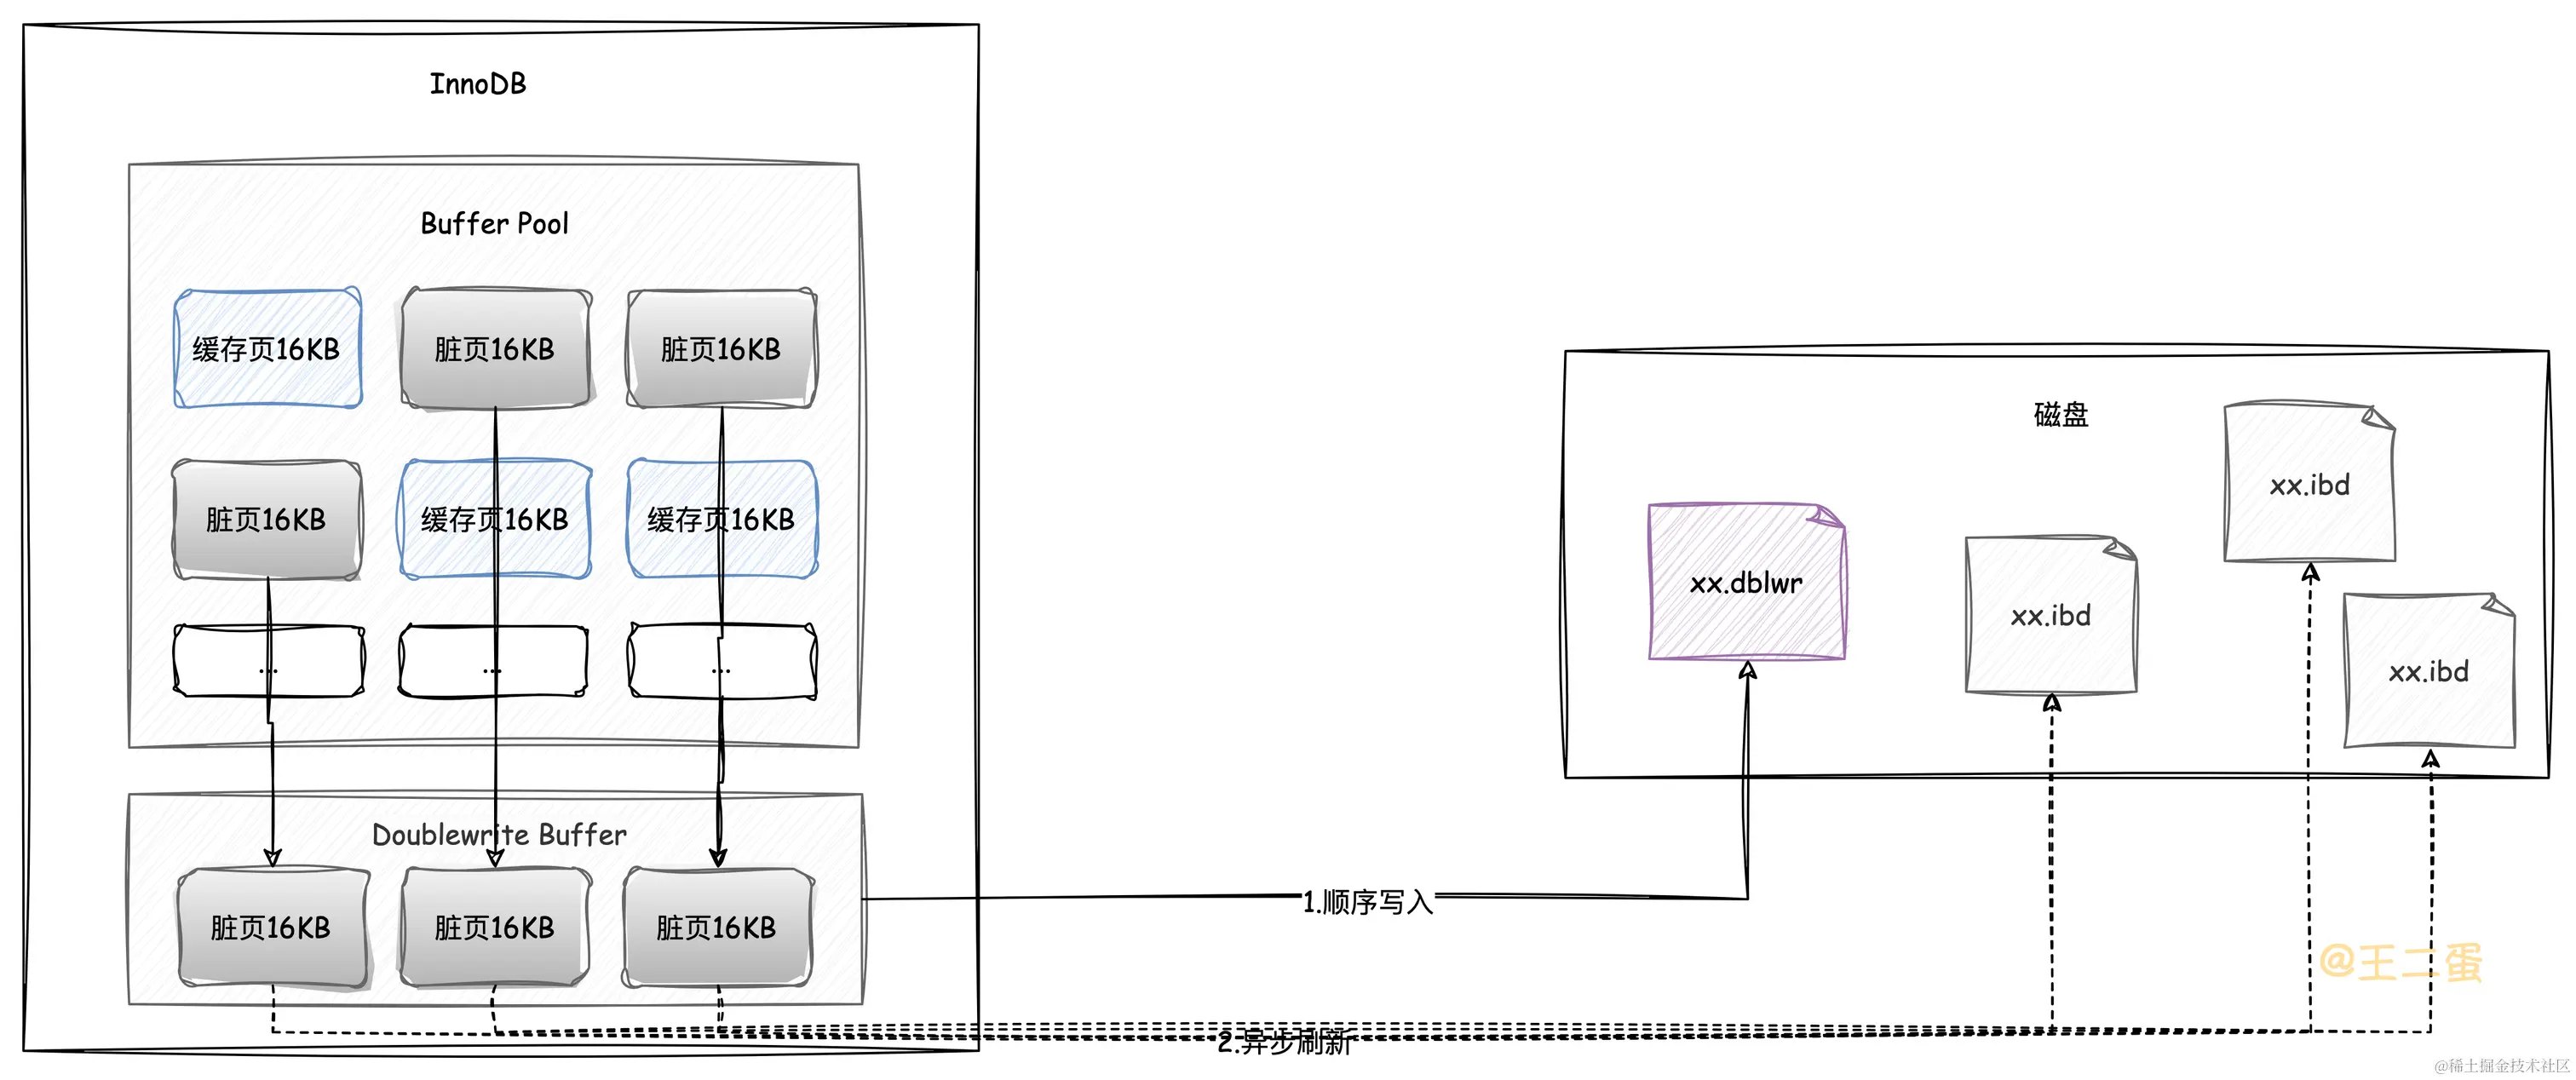 InnoDB
Buffer Pool
缓存页16KB
脏页16KB
脏页16KB
脏页16KB
缓存页16KB
缓存页16KB
...
...
...
Doublewrite Buffer
脏页16KB
脏页16KB
脏页16KB
1.顺序写入
2.异步刷新
磁盘
xx.dblwr
xx.ibd
xx.ibd
xx.ibd
@王二蛋
@稀土掘金技术社区